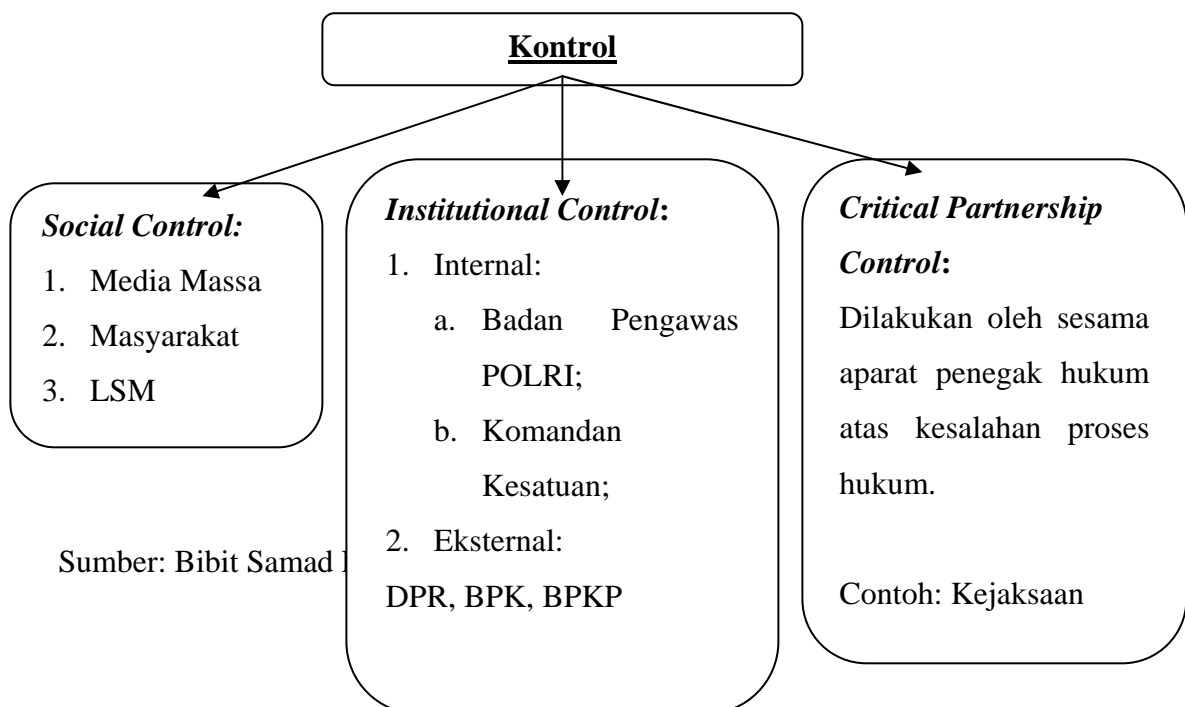 Kontrol
Social Control:
1. Media Massa
2. Masyarakat
3. LSM
Institutional Control:
1. Internal:
a. Badan Pengawas
POLRI;
b. Komandan
Kesatuan;
2. Eksternal:
DPR, BPK, BPKP
Critical Partnership
Control:
Dilakukan oleh sesama
aparat penegak hukum
atas kesalahan proses
hukum.
Contoh: Kejaksaan
Sumber: Bibit Samad